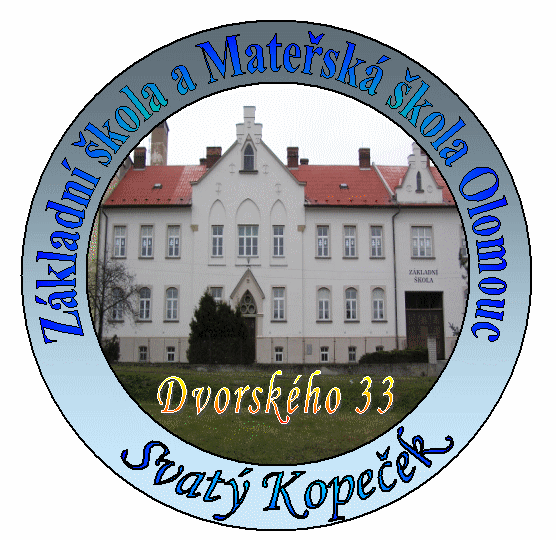 Základní škola a Mateřská škola Olomouc
ZÁKLADNÍ
ŠKOLA
Dvorského 33
Svatý Kopeček